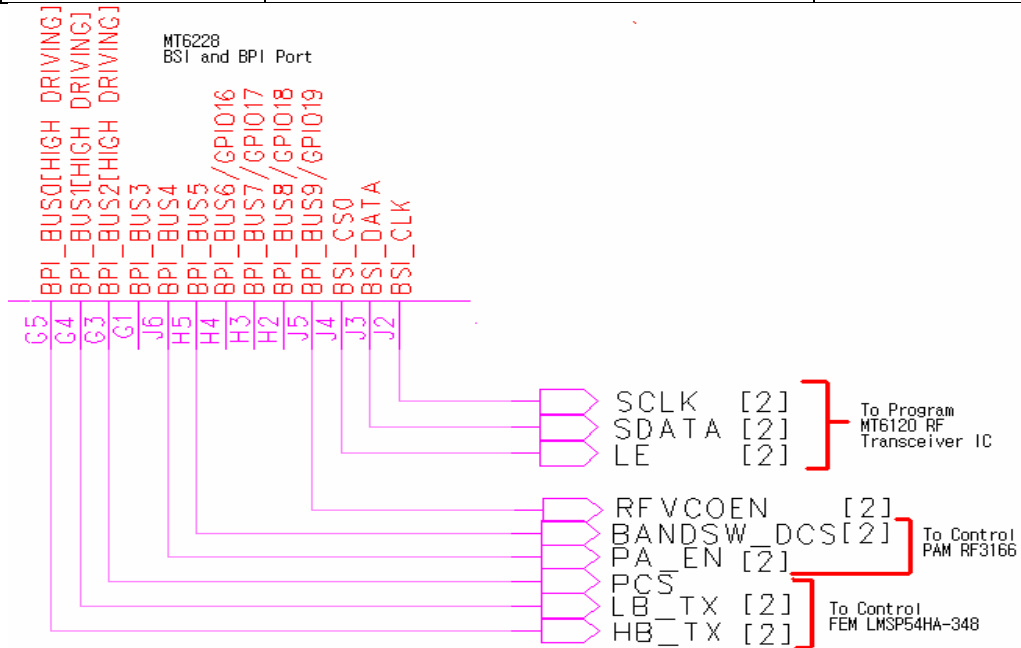 MT6228
BSI and BPI Port
BPI_BUS0[HIGH DRIVING]
BPI_BUS1[HIGH DRIVING]
BPI_BUS2[HIGH DRIVING]
BPI_BUS3
BPI_BUS4
BPI_BUS5
BPI_BUS6/GPIO16
BPI_BUS7/GPIO17
BPI_BUS8/GPIO18
BPI_BUS9/GPIO19
BSI_CS0
BSI_DATA
BSI_CLK
G5
G4
G3
G1
J6
H5
H4
H3
H2
J5
J4
J3
J2
SCLK [2]
SDATA [2]
LE [2]
To Program
MT6120 RF
Transceiver IC
RFVCOEN [2]
BANDSW_DCS[2]
PA_EN [2]
To Control
PAM RF3166
PCS
LB_TX [2]
HB_TX [2]
To Control
FEM LMSP54HA-348